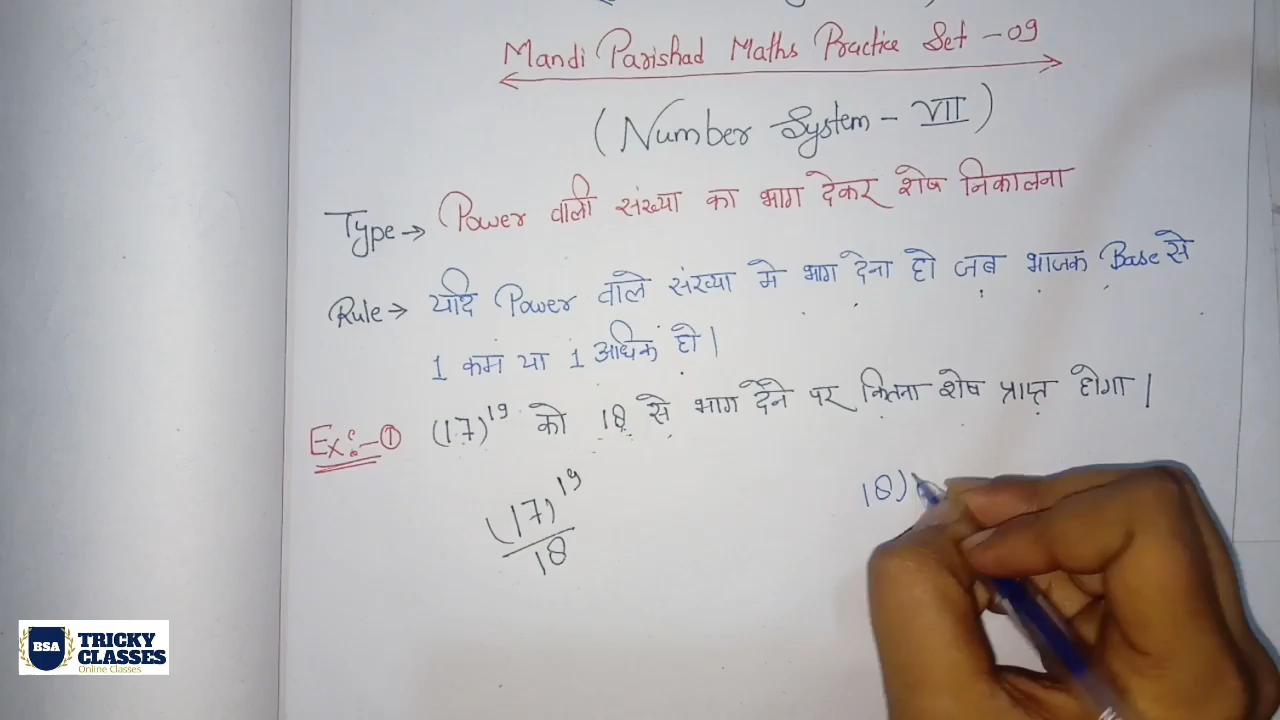 Mandi Parishad Maths Practice Set - 09
(Number System - VII)
Type → Power वाली संख्या का भाग देकर शेष निकालना
Rule → यदि Power वाले संख्या मे भाग देना हो जब भाजक Base से
1 कम या 1 अधिक हो |
Ex:-① (17)¹⁹ को 18 से भाग देने पर कितना शेष प्राप्त होगा |
(17)¹⁹
18
18)
BSA
TRICKY
CLASSES
Online Classes